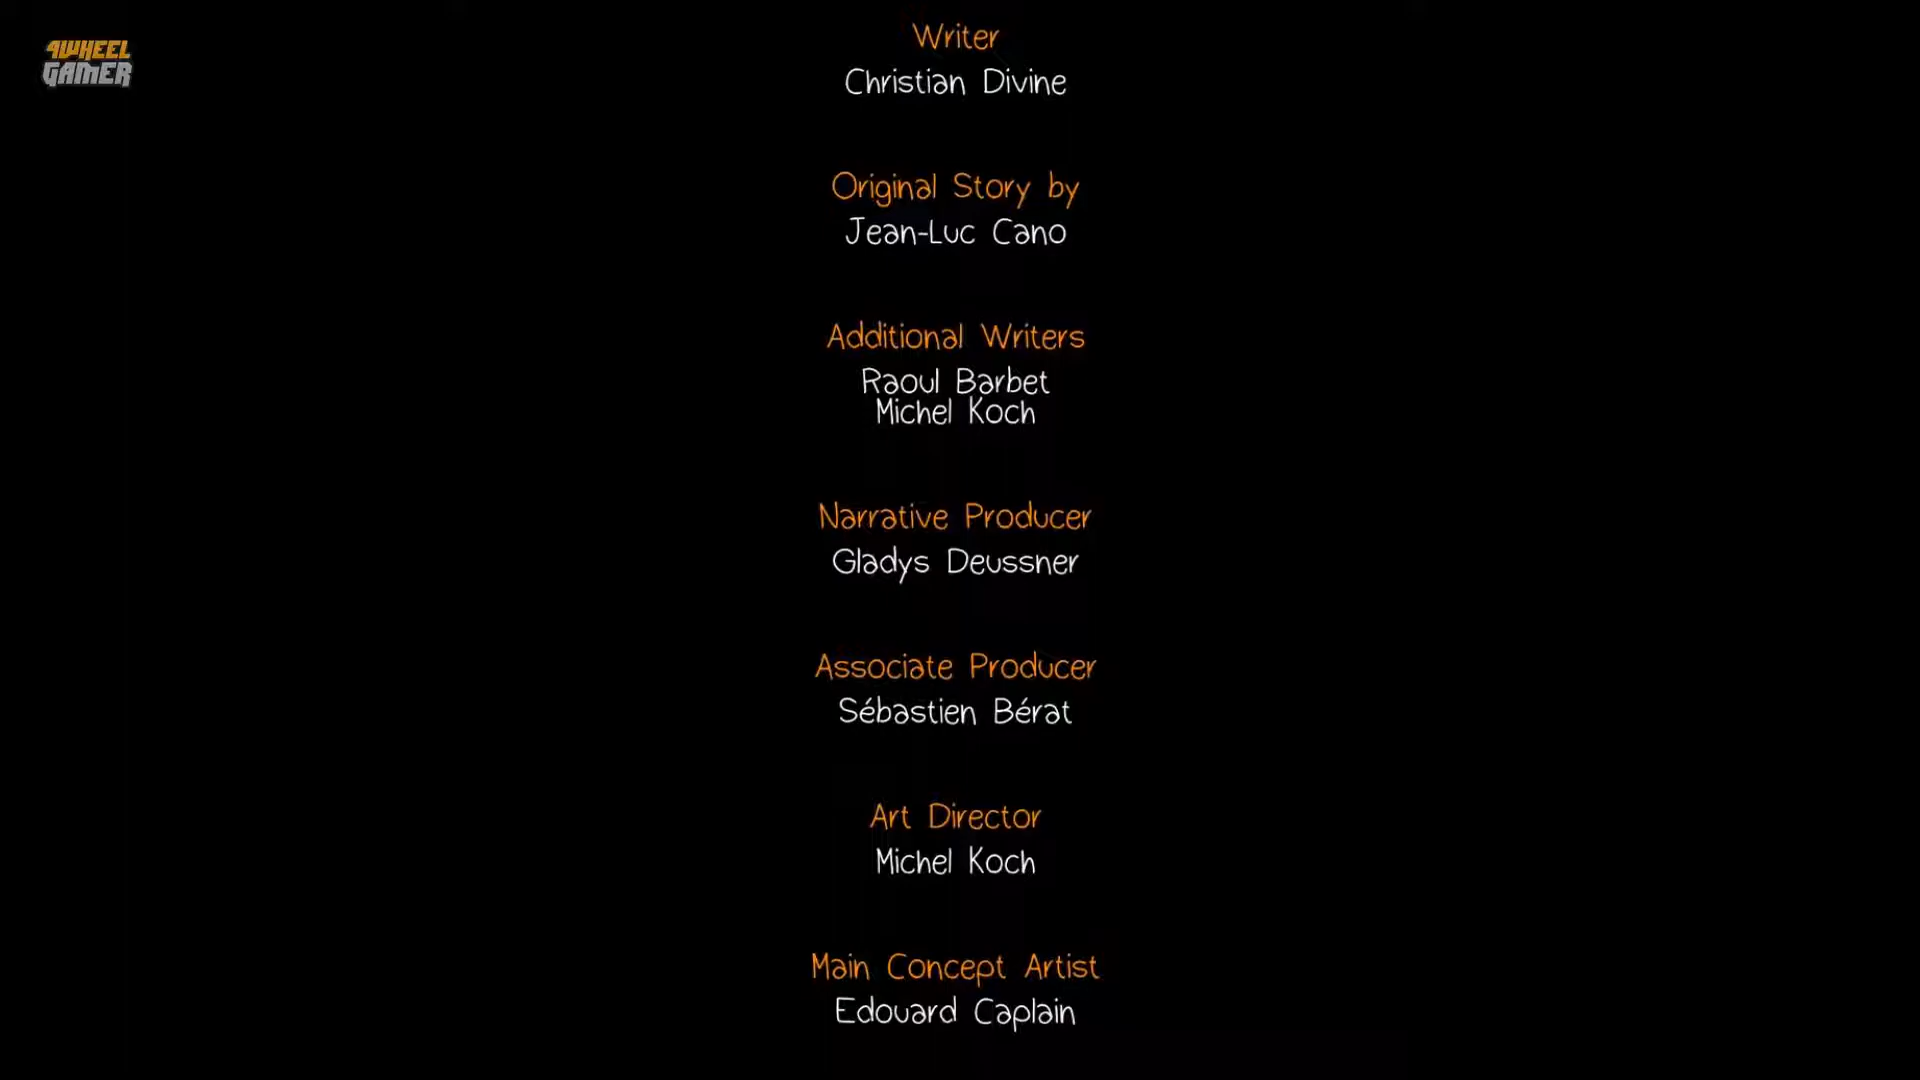 4WHEEL
GAMER
Writer
Christian Divine
Original Story by
Jean-Luc Cano
Additional Writers
Raoul Barbet
Michel Koch
Narrative Producer
Gladys Deussner
Associate Producer
Sébastien Bérat
Art Director
Michel Koch
Main Concept Artist
Edouard Caplain